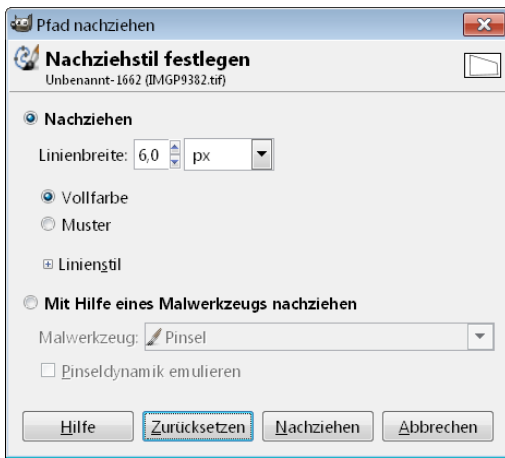 Pfad nachziehen
Nachziehstil festlegen
Unbenannt-1662 (IMGP9382.tif)
Nachziehen
Linienbreite: 6,0 px
Vollfarbe
Muster
Linienstil
Mit Hilfe eines Malwerkzeugs nachziehen
Malwerkzeug: Pinsel
Pinseldynamik emulieren
Hilfe Zurücksetzen Nachziehen Abbrechen